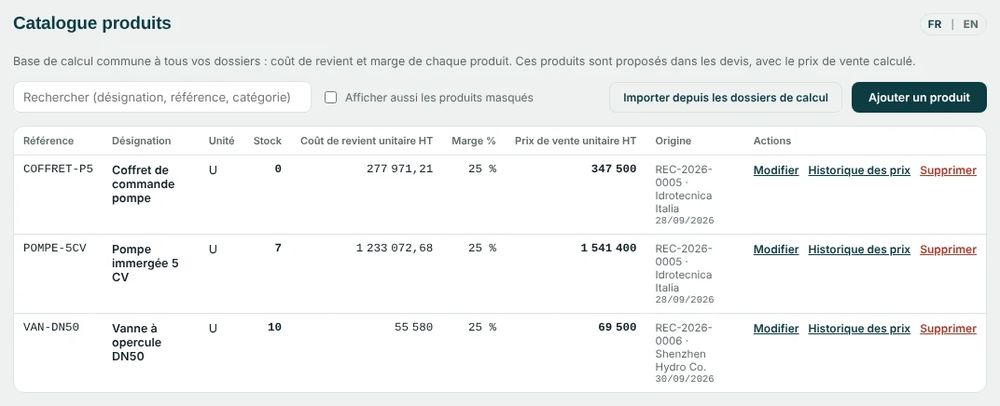 Catalogue produits
FR | EN
Base de calcul commune à tous vos dossiers : coût de revient et marge de chaque produit. Ces produits sont proposés dans les devis, avec le prix de vente calculé.
Rechercher (désignation, référence, catégorie)
Afficher aussi les produits masqués
Importer depuis les dossiers de calcul
Ajouter un produit
Référence Désignation Unité Stock Coût de revient unitaire HT Marge % Prix de vente unitaire HT Origine Actions
COFFRET-P5 Coffret de U 0 277 971,21 25 % 347 500 REC-2026- Modifier Historique des prix Supprimer
commande 0005 ·
pompe Idrotecnica
Italia
28/09/2026
POMPE-5CV Pompe U 7 1 233 072,68 25 % 1 541 400 REC-2026- Modifier Historique des prix Supprimer
immergée 5 0005 ·
CV Idrotecnica
Italia
28/09/2026
VAN-DN50 Vanne à U 10 55 580 25 % 69 500 REC-2026- Modifier Historique des prix Supprimer
opercule 0006 ·
DN50 Shenzhen
Hydro Co.
30/09/2026